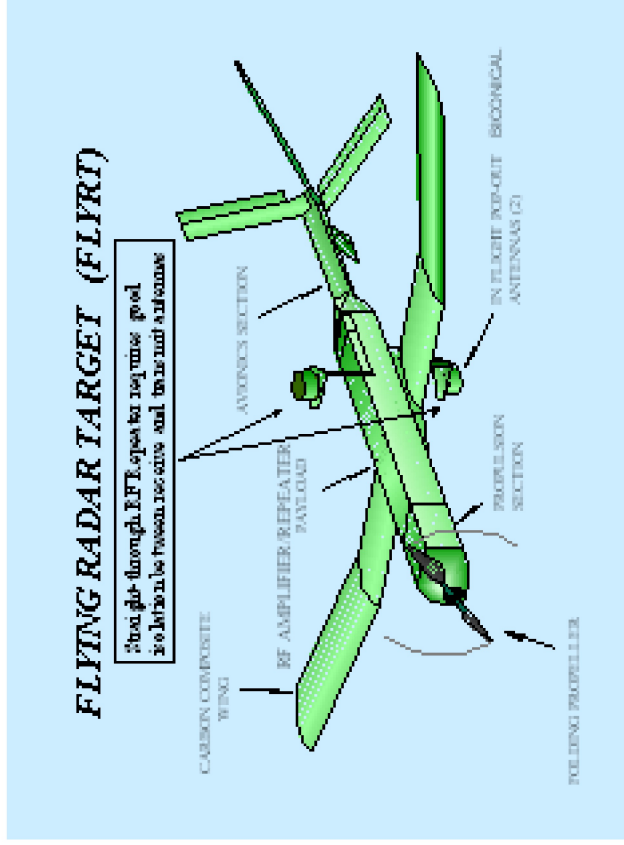 FLYING RADAR TARGET (FLYRT)
Straight-through RF Repeater requires good
isolation between receive and transmit antennas
CARBON COMPOSITE
WING
RF AMPLIFIER/REPEATER
PAYLOAD
AVIONICS SECTION
FOLDING PROPELLER
PROPULSION
SECTION
IN FLIGHT POP-OUT BICONICAL
ANTENNAS (2)